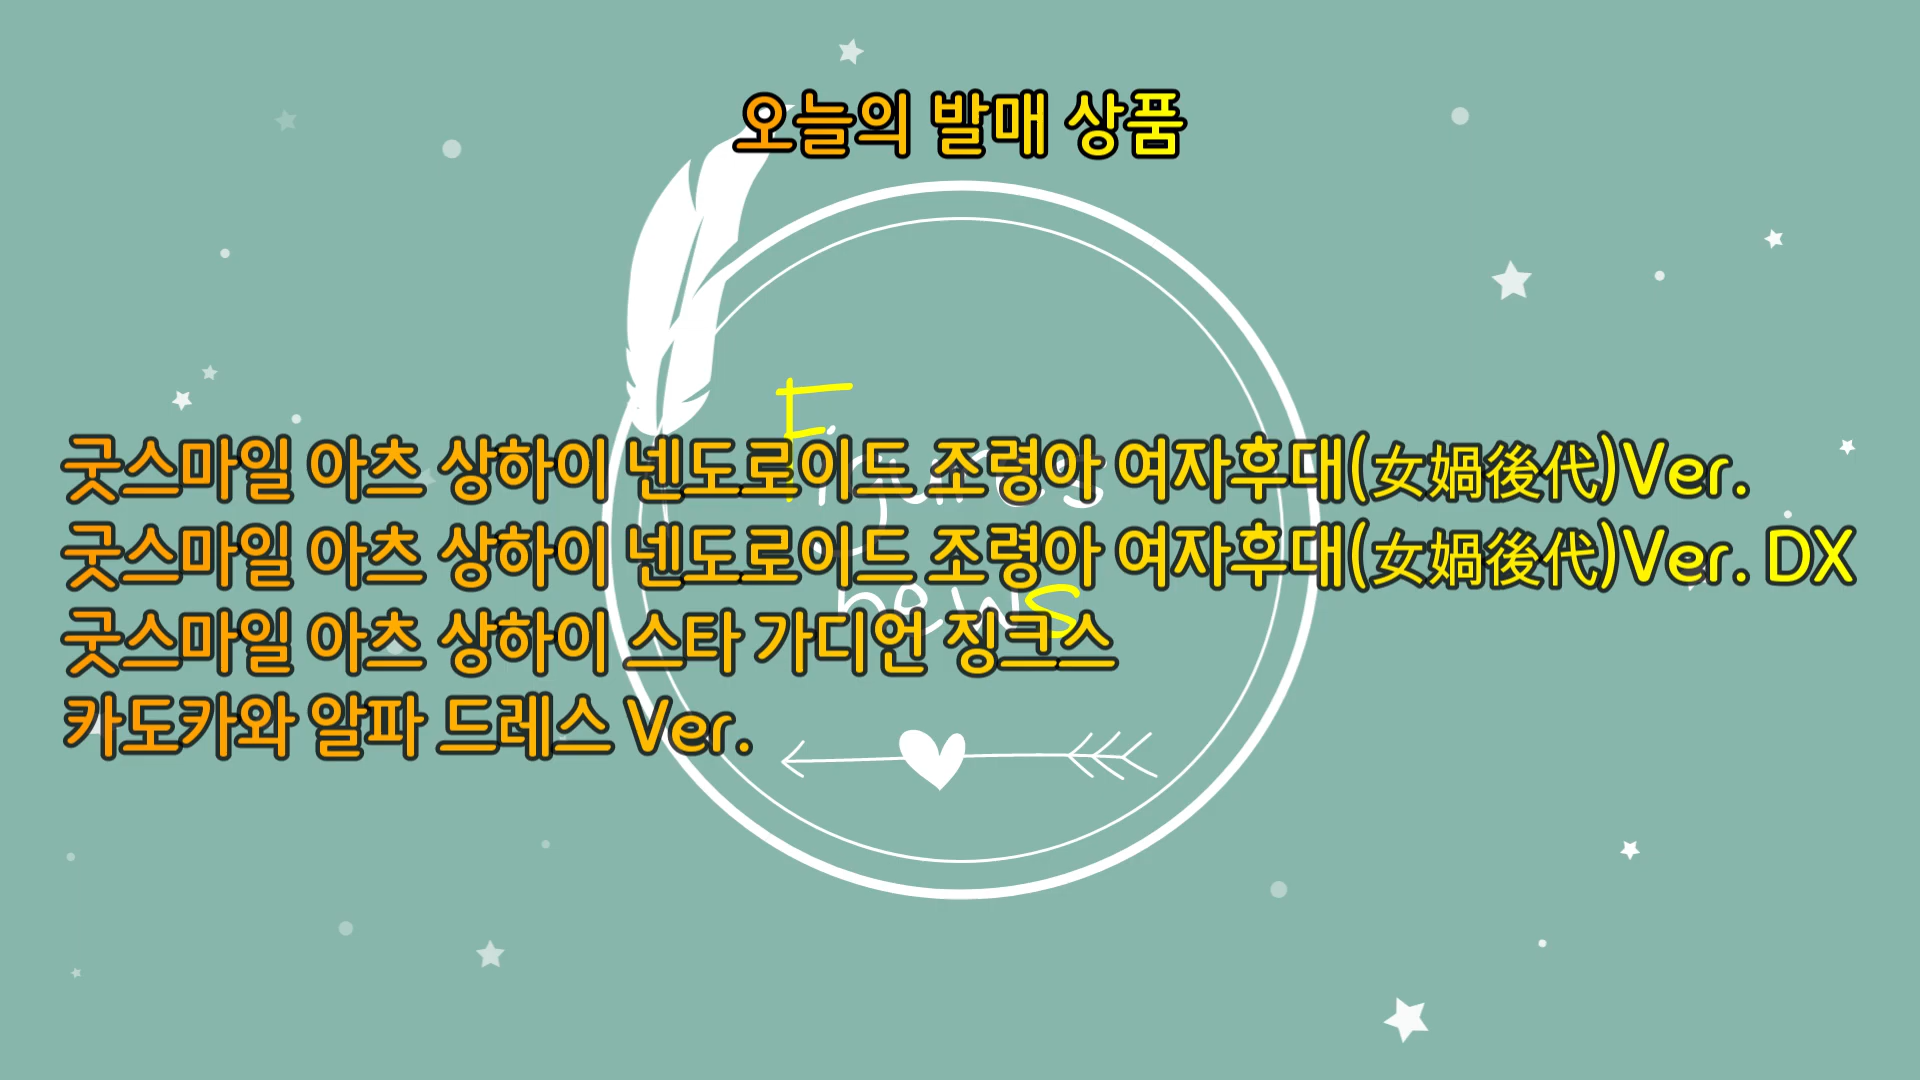 오늘의 발매 상품
굿스마일 아츠 상하이 넨도로이드 조령아 여자후대(女媧後代)Ver.
굿스마일 아츠 상하이 넨도로이드 조령아 여자후대(女媧後代)Ver. DX
굿스마일 아츠 상하이 스타 가디언 징크스
카도카와 알파 드레스 Ver.
Figures
news